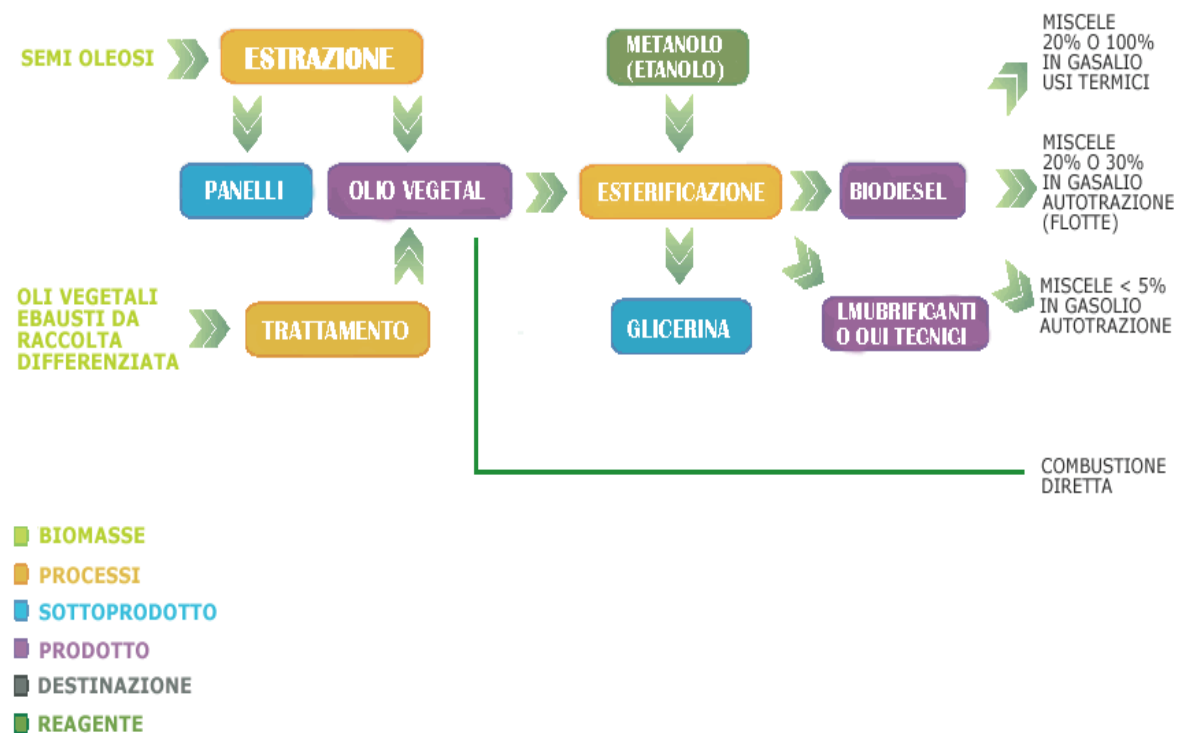 SEMI OLEOSI
ESTRAZIONE
METANOLO
(ETANOLO)
MISCELE
20% O 100%
IN GASALIO
USI TERMICI
PANELLI
OLIO VEGETAL
ESTERIFICAZIONE
BIODIESEL
MISCELE
20% O 30%
IN GASALIO
AUTOTRAZIONE
(FLOTTE)
OLI VEGETALI
EBAUSTI DA
RACCOLTA
DIFFERENZIATA
TRATTAMENTO
GLICERINA
LMUBRIFICANTI
O OUI TECNICI
MISCELE < 5%
IN GASOLIO
AUTOTRAZIONE
COMBUSTIONE
DIRETTA
BIOMASSE
PROCESSI
SOTTOPRODOTTO
PRODOTTO
DESTINAZIONE
REAGENTE